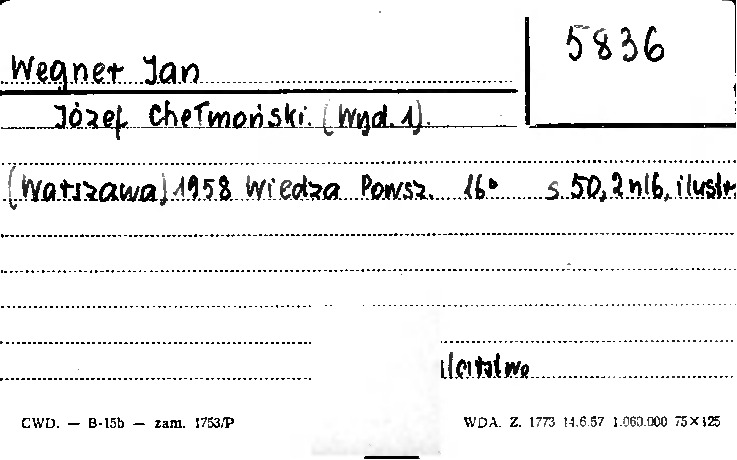 5836
Wegner Jan
Józef Chełmoński. (Wyd. 1).
(Warszawa) 1958 Wiedza Powsz. 16° s. 50, 2 nlb, ilustr
CWD. — B-15b — zam. 1753/P
WDA. Z. 1773 14.6.57 1.060.000 75×125